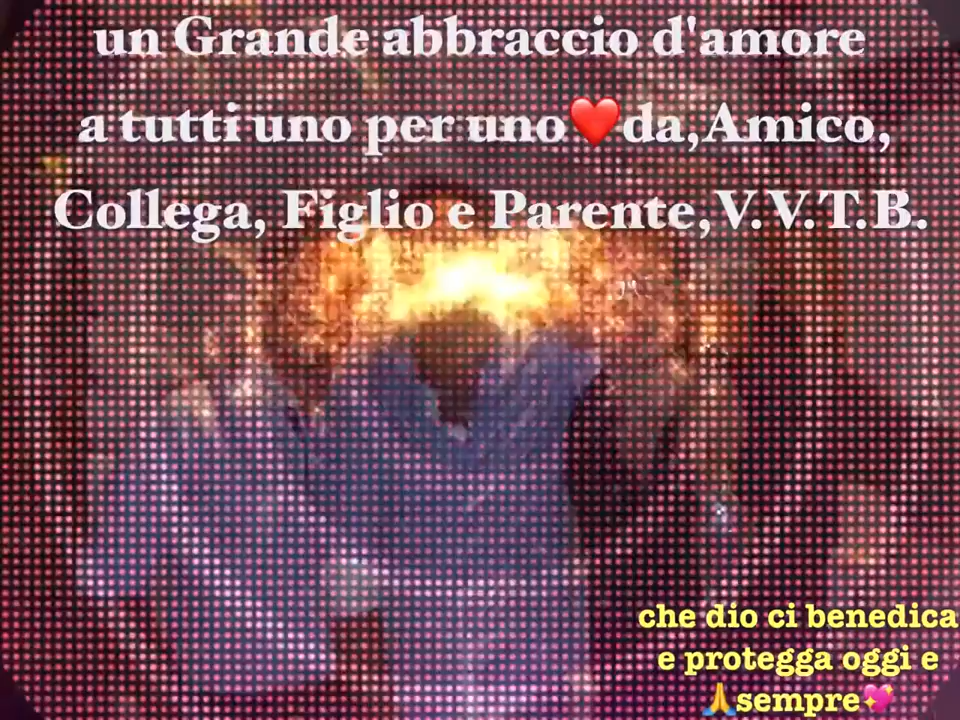 un Grande abbraccio d'amore
a tutti uno per uno❤️da,Amico,
Collega, Figlio e Parente,V.V.T.B.
che dio ci benedica
e protegga oggi e
🙏sempre💖